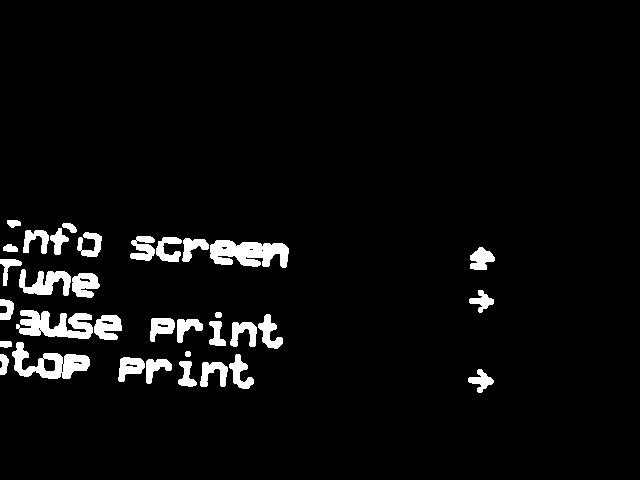 Info screen ↑
Tune →
Pause print
Stop print →